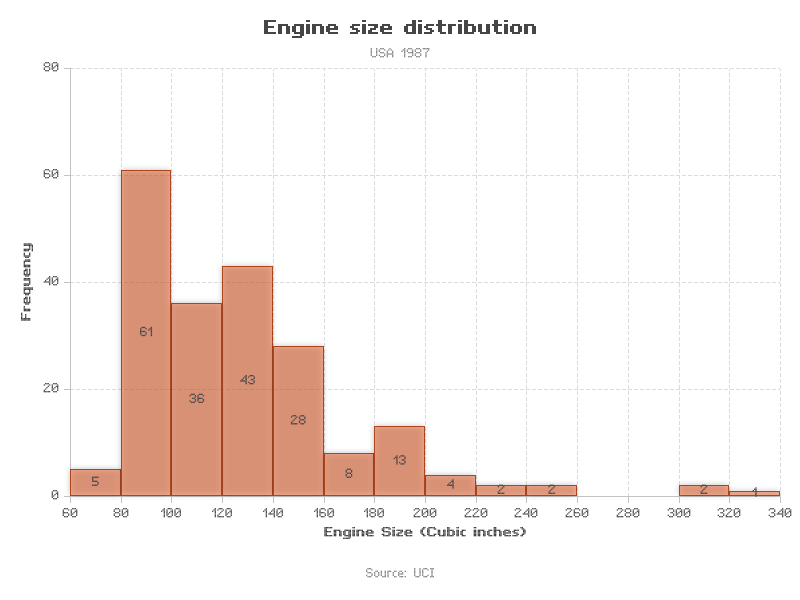 Engine size distribution
USA 1987
80
60
40
20
0
Frequency
5
61
36
43
28
8
13
4
2
2
2
1
60 80 100 120 140 160 180 200 220 240 260 280 300 320 340
Engine Size (Cubic inches)
Source: UCI